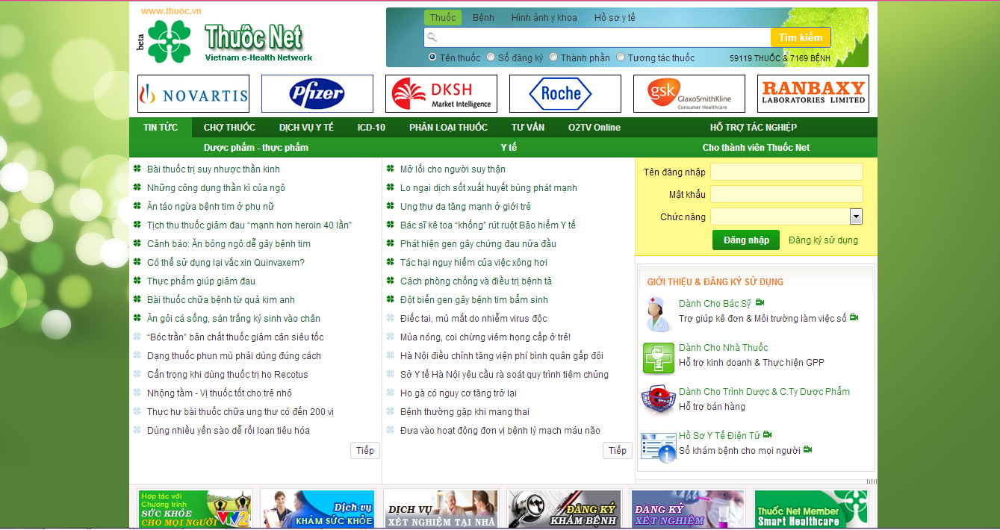 www.thuoc.vn
beta
Thuốc Net
Vietnam e-Health Network
Thuốc Bệnh Hình ảnh y khoa Hồ sơ y tế
Tìm kiếm
Tên thuốc Số đăng ký Thành phần Tương tác thuốc 59119 THUỐC & 7169 BỆNH
NOVARTIS
Pfizer
DKSH
Market Intelligence
Roche
gsk
GlaxoSmithKline
Consumer Healthcare
RANBAXY
LABORATORIES LIMITED
TIN TỨC CHỢ THUỐC DỊCH VỤ Y TẾ ICD-10 PHÂN LOẠI THUỐC TƯ VẤN O2TV Online HỖ TRỢ TÁC NGHIỆP
Dược phẩm - thực phẩm Y tế Cho thành viên Thuốc Net
Bài thuốc trị suy nhược thần kinh
Những công dụng thần kì của ngô
Ăn táo ngừa bệnh tim ở phụ nữ
Tịch thu thuốc giảm đau “mạnh hơn heroin 40 lần”
Cảnh báo: Ăn bỏng ngô dễ gây bệnh tim
Có thể sử dụng lại vắc xin Quinvaxem?
Thực phẩm giúp giảm đau
Bài thuốc chữa bệnh từ quả kim anh
Ăn gỏi cá sống, sán trắng ký sinh vào chân
“Bóc trần” bản chất thuốc giảm cân siêu tốc
Dạng thuốc phun mù phải dùng đúng cách
Cẩn trọng khi dùng thuốc trị ho Recotus
Nhộng tằm - Vị thuốc tốt cho trẻ nhỏ
Thực hư bài thuốc chữa ung thư có đến 200 vị
Dùng nhiều yến sào dễ rối loạn tiêu hóa
Tiếp
Mở lối cho người suy thận
Lo ngại dịch sốt xuất huyết bùng phát mạnh
Ung thư da tăng mạnh ở giới trẻ
Bác sĩ kê toa “khống” rút ruột Bảo hiểm Y tế
Phát hiện gen gây chứng đau nửa đầu
Tác hại nguy hiểm của việc xông hơi
Cách phòng chống và điều trị bệnh tả
Đột biến gen gây bệnh tim bẩm sinh
Điếc tai, mù mắt do nhiễm virus độc
Mùa nóng, coi chừng viêm họng cấp ở trẻ!
Hà Nội điều chỉnh tăng viện phí bình quân gấp đôi
Sở Y tế Hà Nội yêu cầu rà soát quy trình tiêm chủng
Ho gà có nguy cơ tăng trở lại
Bệnh thường gặp khi mang thai
Đưa vào hoạt động đơn vị bệnh lý mạch máu não
Tiếp
Tên đăng nhập
Mật khẩu
Chức năng
Đăng nhập Đăng ký sử dụng
GIỚI THIỆU & ĐĂNG KÝ SỬ DỤNG
Dành Cho Bác Sỹ
Trợ giúp kê đơn & Môi trường làm việc số
Dành Cho Nhà Thuốc
Hỗ trợ kinh doanh & Thực hiện GPP
Dành Cho Trình Dược & C.Ty Dược Phẩm
Hỗ trợ bán hàng
Hồ Sơ Y Tế Điện Tử
Sổ khám bệnh cho mọi người
Hợp tác với
Chương trình
SỨC KHỎE
CHO MỌI NGƯỜI VTV2
Dịch vụ
KHÁM SỨC KHỎE
DỊCH VỤ
XÉT NGHIỆM TẠI NHÀ
ĐĂNG KÝ
KHÁM BỆNH
ĐĂNG KÝ
XÉT NGHIỆM
Thuốc Net Member
Smart Healthcare